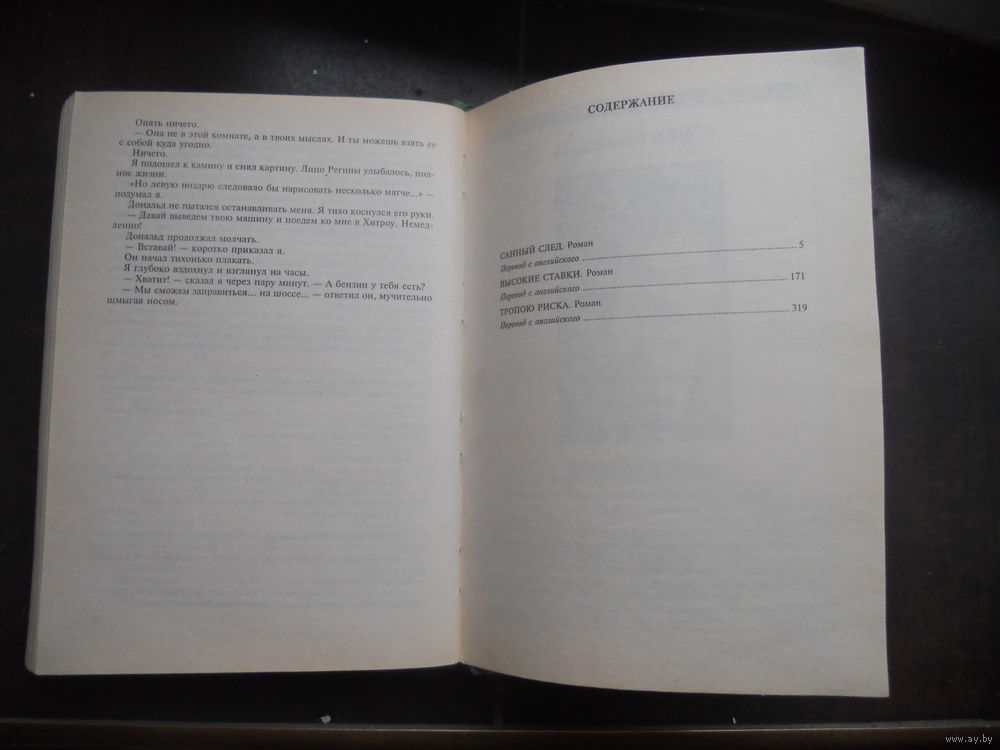 Опять ничего.
— Она не в этой комнате, а в твоих мыслях. И ты можешь взять ее
с собой куда угодно.
Ничего.
Я подошел к камину и снял картину. Лицо Регины улыбалось, пол-
ное жизни.
«Но левую ноздрю следовало бы нарисовать несколько мягче...» —
подумал я.
Дональд не пытался останавливать меня. Я тихо коснулся его руки.
— Давай выведем твою машину и поедем ко мне в Хитроу. Немед-
ленно!
Дональд продолжал молчать.
— Вставай! — коротко приказал я.
Он начал тихонько плакать.
Я глубоко вздохнул и взглянул на часы.
— Хватит! — сказал я через пару минут. — А бензин у тебя есть?
— Мы сможем заправиться... на шоссе... — ответил он, мучительно
шмыгая носом.
СОДЕРЖАНИЕ
САННЫЙ СЛЕД. Роман
Перевод с английского ........ 5
ВЫСОКИЕ СТАВКИ. Роман
Перевод с английского ........ 171
ТРОПОЮ РИСКА. Роман
Перевод с английского ........ 319
www.ay.by